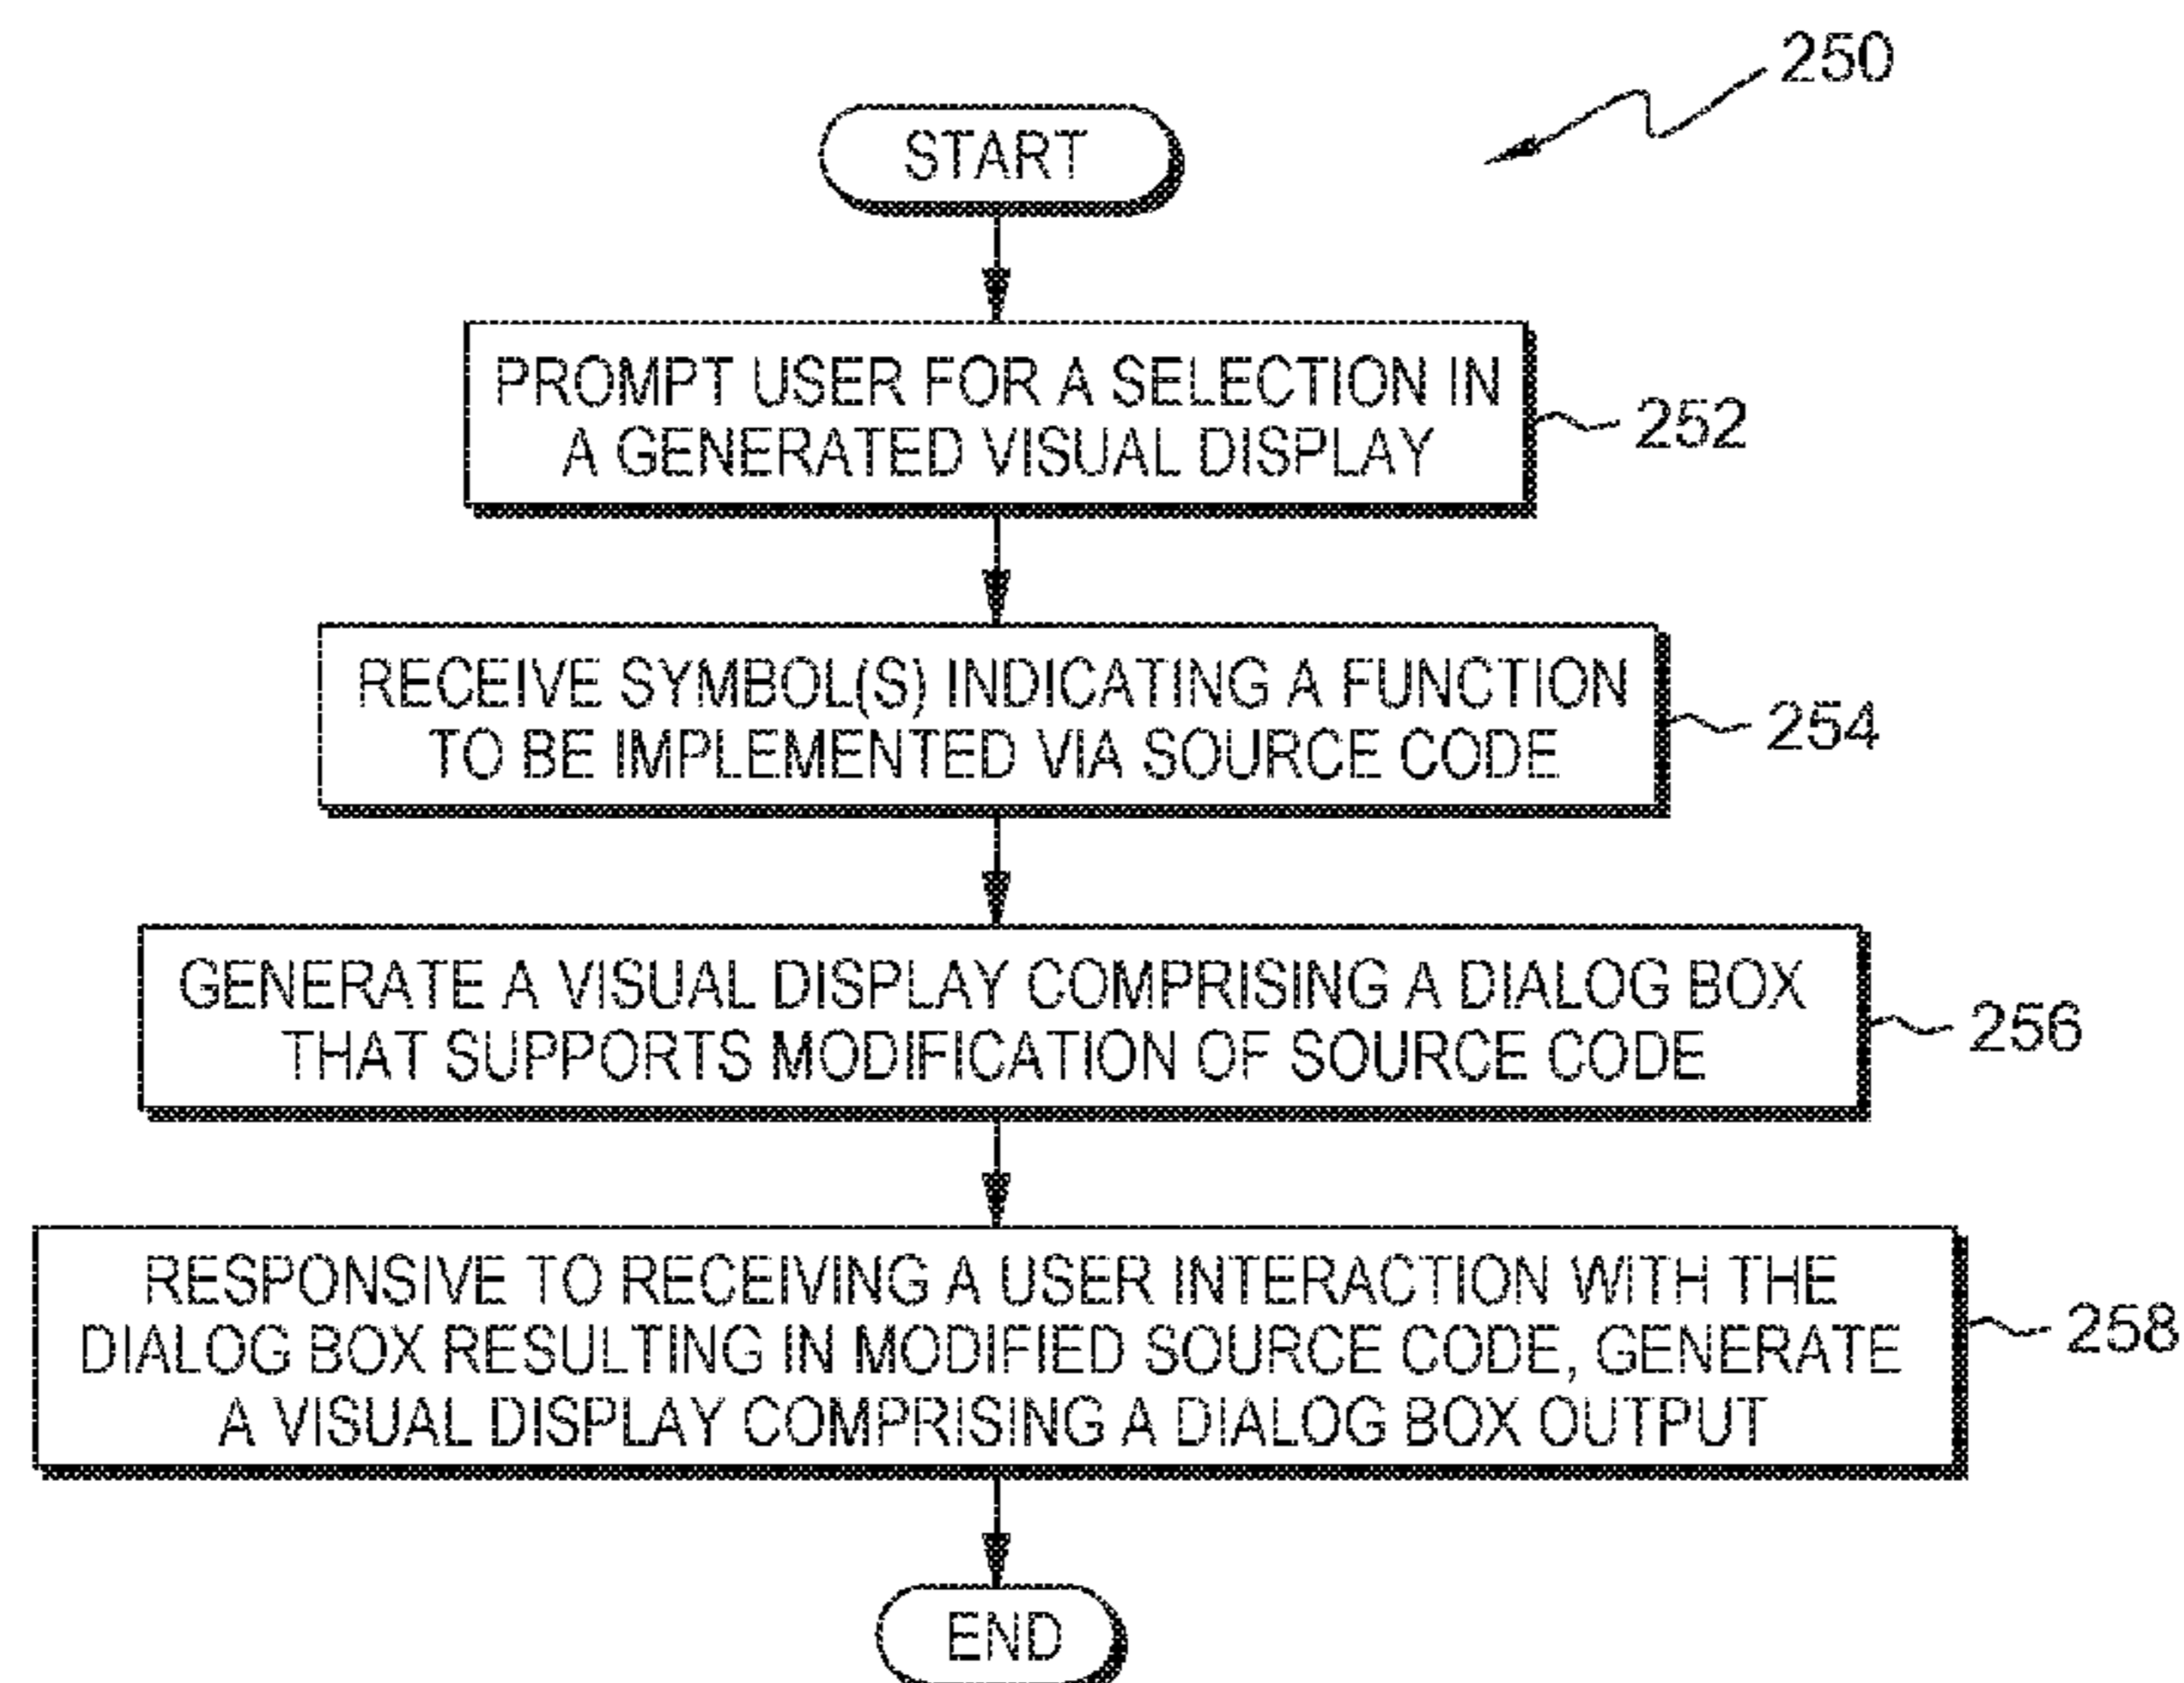 250
START
PROMPT USER FOR A SELECTION IN
A GENERATED VISUAL DISPLAY
252
RECEIVE SYMBOL(S) INDICATING A FUNCTION
TO BE IMPLEMENTED VIA SOURCE CODE
254
GENERATE A VISUAL DISPLAY COMPRISING A DIALOG BOX
THAT SUPPORTS MODIFICATION OF SOURCE CODE
256
RESPONSIVE TO RECEIVING A USER INTERACTION WITH THE
DIALOG BOX RESULTING IN MODIFIED SOURCE CODE, GENERATE
A VISUAL DISPLAY COMPRISING A DIALOG BOX OUTPUT
258
END